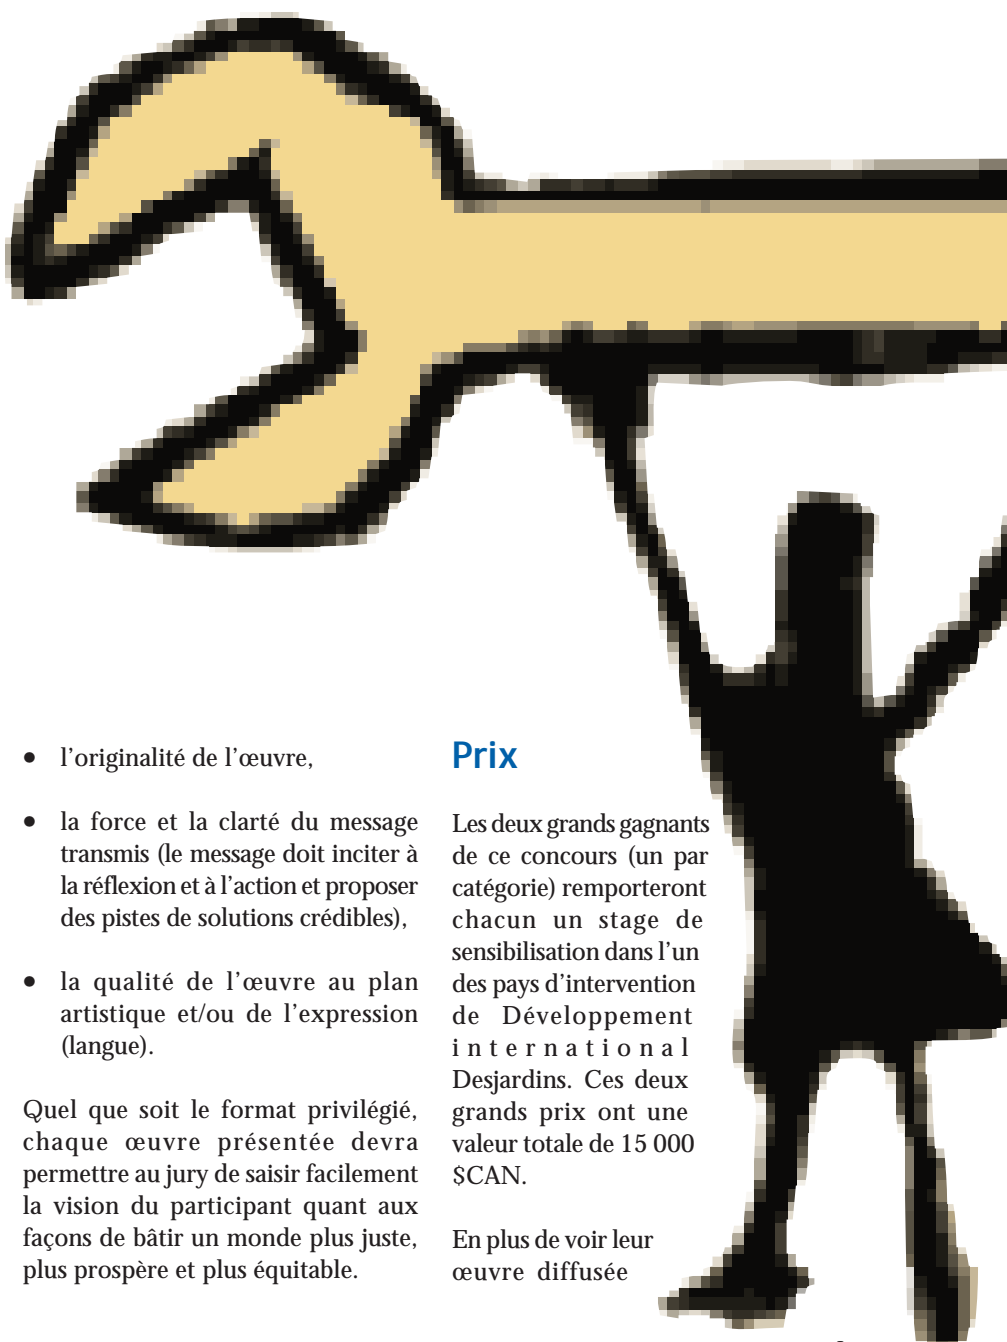 • l'originalité de l'œuvre,
• la force et la clarté du message
transmis (le message doit inciter à
la réflexion et à l'action et proposer
des pistes de solutions crédibles),
• la qualité de l'œuvre au plan
artistique et/ou de l'expression
(langue).
Quel que soit le format privilégié,
chaque œuvre présentée devra
permettre au jury de saisir facilement
la vision du participant quant aux
façons de bâtir un monde plus juste,
plus prospère et plus équitable.
Prix
Les deux grands gagnants
de ce concours (un par
catégorie) remporteront
chacun un stage de
sensibilisation dans l'un
des pays d'intervention
de Développement
international
Desjardins. Ces deux
grands prix ont une
valeur totale de 15 000
$CAN.
En plus de voir leur
œuvre diffusée